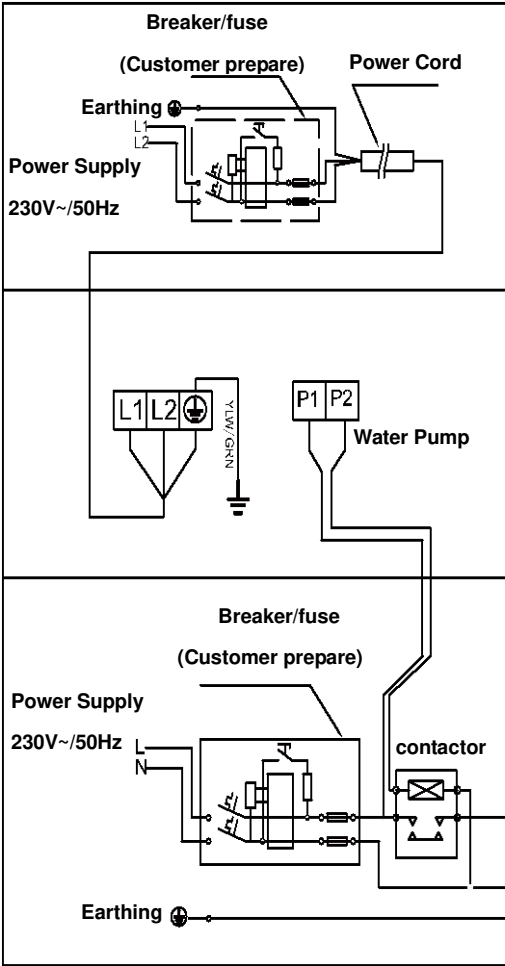 Breaker/fuse
(Customer prepare)
Power Cord
Earthing
L1
L2
Power Supply
230V~/50Hz
L1 L2
YLW/GRN
P1 P2
Water Pump
Breaker/fuse
(Customer prepare)
Power Supply
230V~/50Hz
L
N
contactor
Earthing